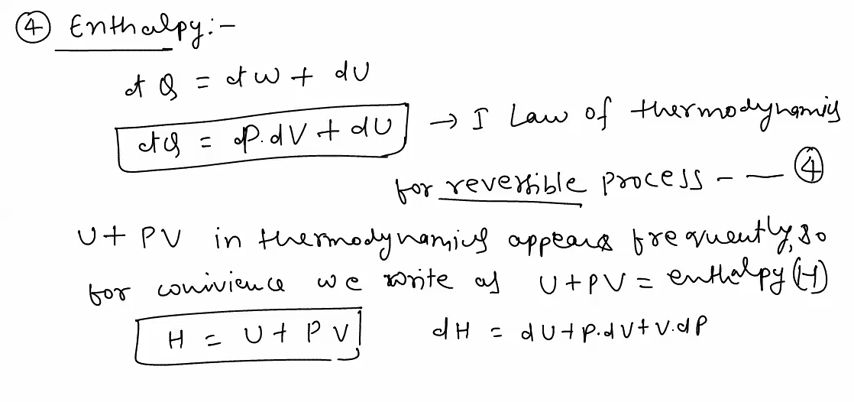 ④ Enthalpy:-
đQ = đW + dU
đQ = P.dV + dU → I Law of thermodynamics
for reversible process - — ④
U + PV in thermodynamics appears frequently, so
for conivience we write as U + PV = enthalpy (H)
H = U + PV dH = dU + P.dV + V.dP